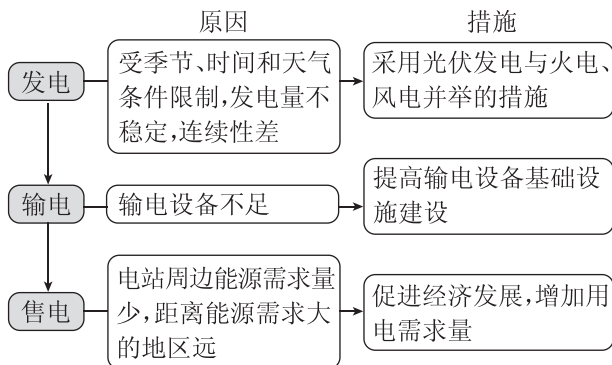 原因
措施
发电
受季节、时间和天气
条件限制,发电量不
稳定,连续性差
采用光伏发电与火电、
风电并举的措施
输电
输电设备不足
提高输电设备基础设
施建设
售电
电站周边能源需求量
少,距离能源需求大
的地区远
促进经济发展,增加用
电需求量